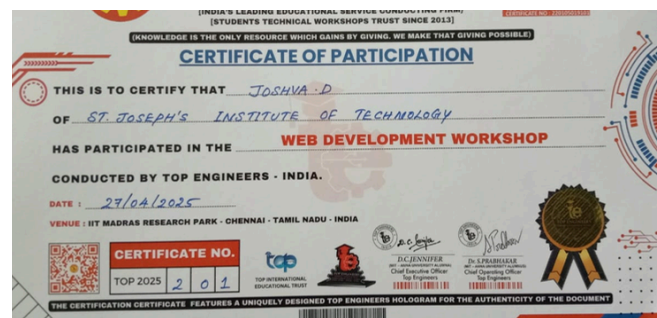 [INDIA'S LEADING EDUCATIONAL SERVICE CONDUCTING FIRM]
[STUDENTS TECHNICAL WORKSHOPS TRUST SINCE 2013]
CERTIFICATE NO
(KNOWLEDGE IS THE ONLY RESOURCE WHICH GAINS BY GIVING. WE MAKE THAT GIVING POSSIBLE)
CERTIFICATE OF PARTICIPATION
THIS IS TO CERTIFY THAT JOSHVA.D
OF ST. JOSEPH'S INSTITUTE OF TECHNOLOGY
HAS PARTICIPATED IN THE WEB DEVELOPMENT WORKSHOP
CONDUCTED BY TOP ENGINEERS - INDIA.
DATE : 27/04/2025
VENUE : IIT MADRAS RESEARCH PARK - CHENNAI - TAMIL NADU - INDIA
CERTIFICATE NO.
TOP 2025 2 0 1
top
TOP INTERNATIONAL
EDUCATIONAL TRUST
D.C.JENNIFER
Chief Executive Officer
Top Engineers
Dr. S.PRABHAKAR
Chief Operating Officer
Top Engineers
THE CERTIFICATION CERTIFICATE FEATURES A UNIQUELY DESIGNED TOP ENGINEERS HOLOGRAM FOR THE AUTHENTICITY OF THE DOCUMENT